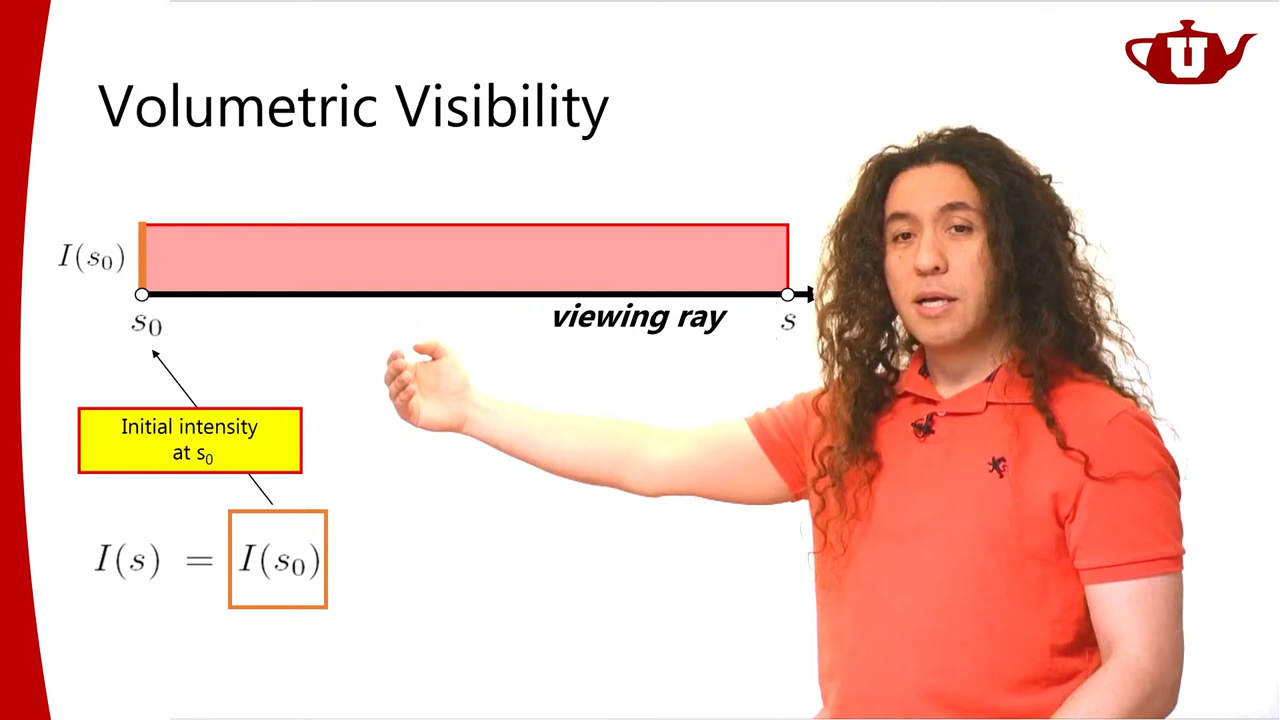 U
Volumetric Visibility
I(s₀)
viewing ray
s₀
s
Initial intensity
at s₀
I(s) = I(s₀)